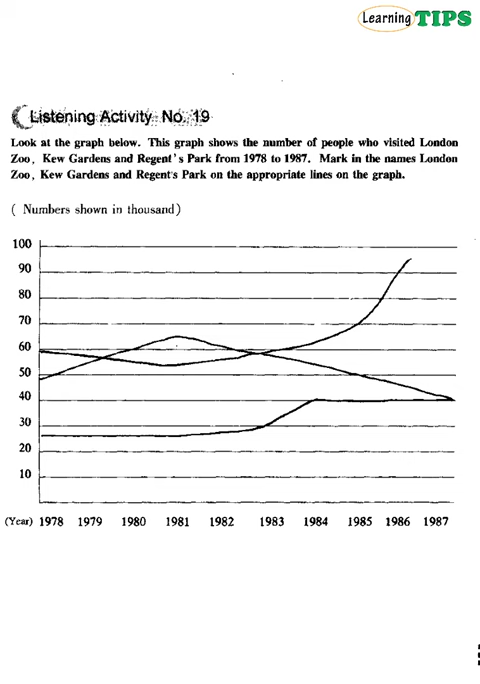 Learning TIPS
Listening Activity No. 19
Look at the graph below. This graph shows the number of people who visited London
Zoo, Kew Gardens and Regent's Park from 1978 to 1987. Mark in the names London
Zoo, Kew Gardens and Regent's Park on the appropriate lines on the graph.
( Numbers shown in thousand)
100
90
80
70
60
50
40
30
20
10
(Year) 1978 1979 1980 1981 1982 1983 1984 1985 1986 1987